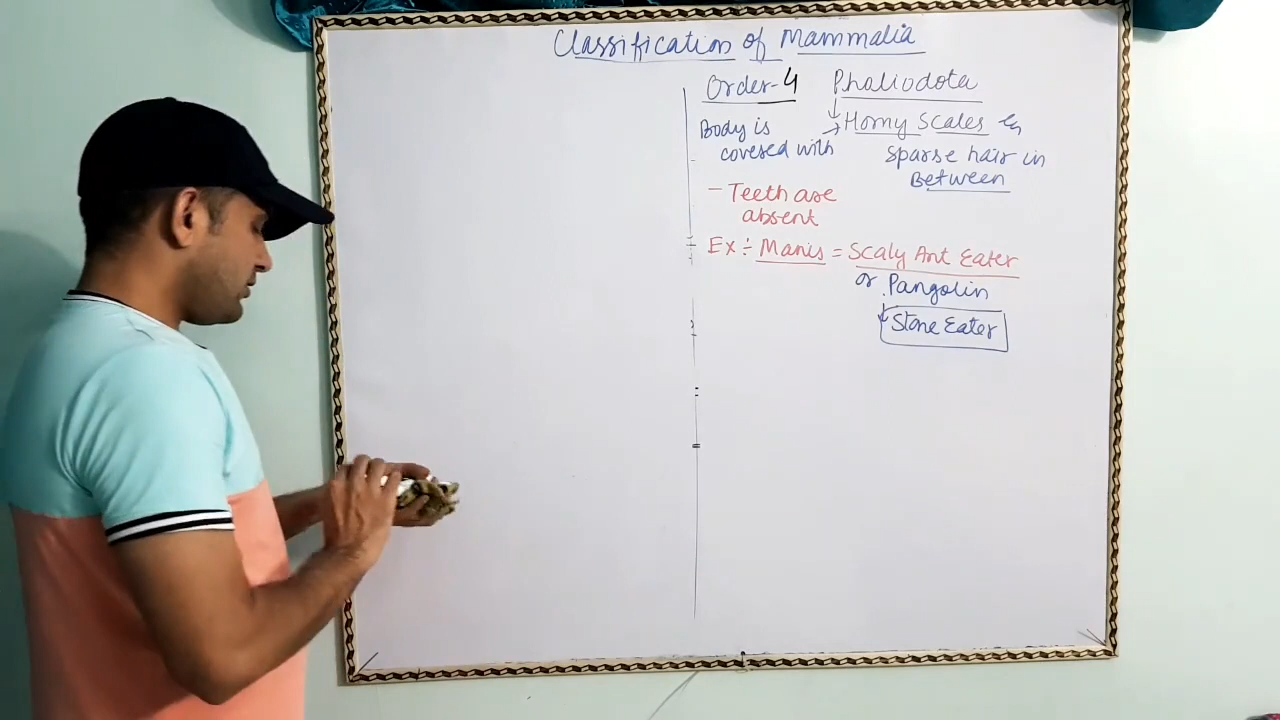 Classification of Mammalia
Order-4 Phaliodota
Body is covered with → Horny Scales &
Sparse hair in
Between
- Teeth are
absent
Ex ÷ Manis = Scaly Ant Eater
or Pangolin
Stone Eater